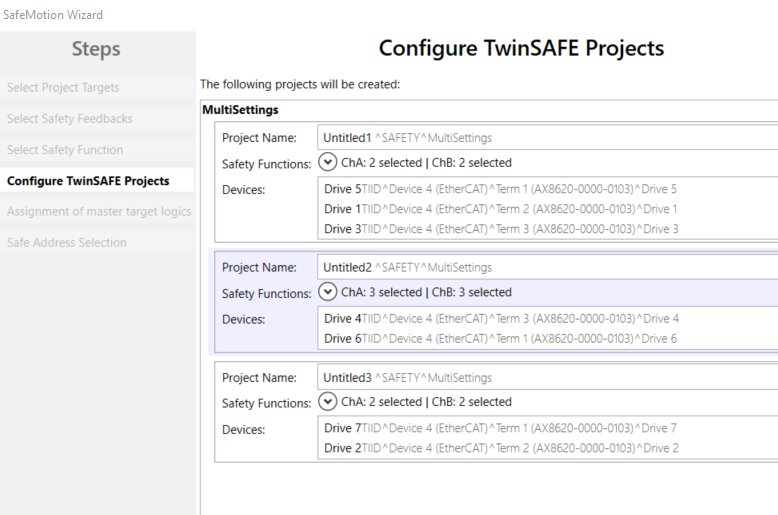 SafeMotion Wizard
Steps
Select Project Targets
Select Safety Feedbacks
Select Safety Function
Configure TwinSAFE Projects
Assignment of master target logics
Safe Address Selection
Configure TwinSAFE Projects
The following projects will be created:
MultiSettings
Project Name: Untitled1 ^SAFETY^MultiSettings
Safety Functions: ChA: 2 selected | ChB: 2 selected
Devices: Drive 5TIID^Device 4 (EtherCAT)^Term 1 (AX8620-0000-0103)^Drive 5
Drive 1TIID^Device 4 (EtherCAT)^Term 2 (AX8620-0000-0103)^Drive 1
Drive 3TIID^Device 4 (EtherCAT)^Term 3 (AX8620-0000-0103)^Drive 3
Project Name: Untitled2 ^SAFETY^MultiSettings
Safety Functions: ChA: 3 selected | ChB: 3 selected
Devices: Drive 4TIID^Device 4 (EtherCAT)^Term 3 (AX8620-0000-0103)^Drive 4
Drive 6TIID^Device 4 (EtherCAT)^Term 1 (AX8620-0000-0103)^Drive 6
Project Name: Untitled3 ^SAFETY^MultiSettings
Safety Functions: ChA: 2 selected | ChB: 2 selected
Devices: Drive 7TIID^Device 4 (EtherCAT)^Term 1 (AX8620-0000-0103)^Drive 7
Drive 2TIID^Device 4 (EtherCAT)^Term 2 (AX8620-0000-0103)^Drive 2